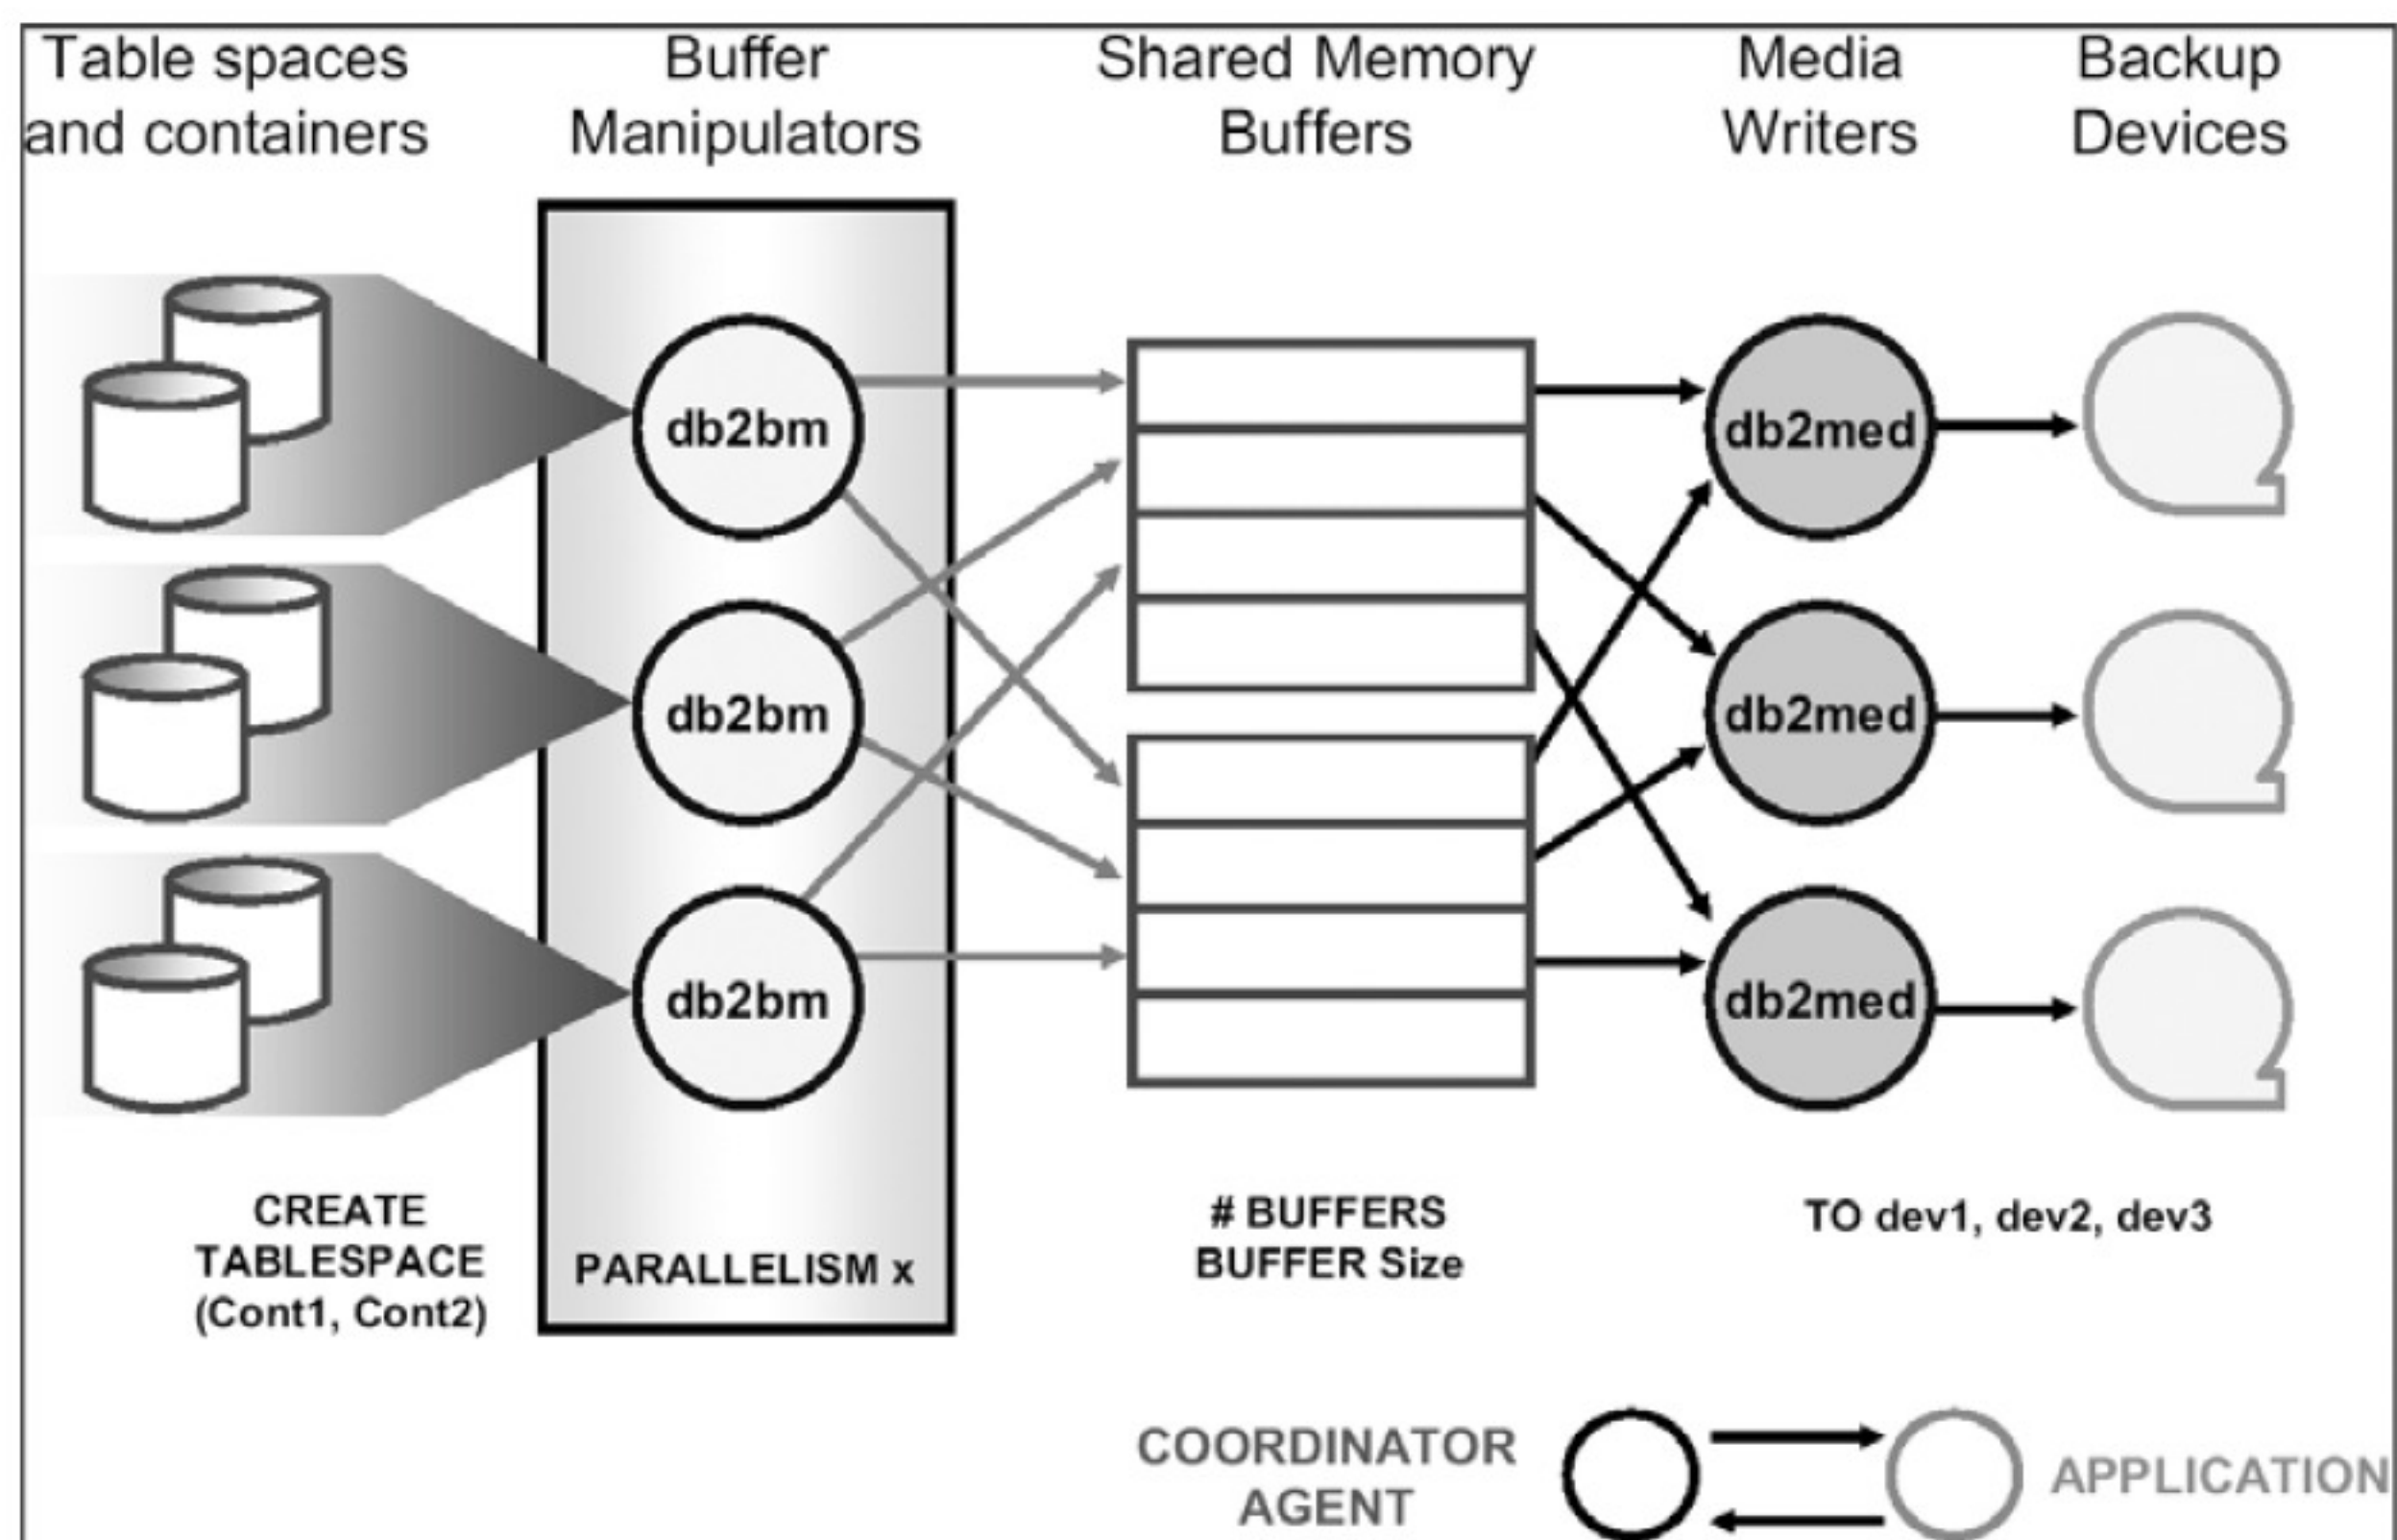 Table spaces
and containers
Buffer
Manipulators
Shared Memory
Buffers
Media
Writers
Backup
Devices
db2bm
db2med
db2bm
db2med
db2bm
db2med
CREATE
TABLESPACE
(Cont1, Cont2)
PARALLELISM x
# BUFFERS
BUFFER Size
TO dev1, dev2, dev3
COORDINATOR
AGENT
APPLICATION